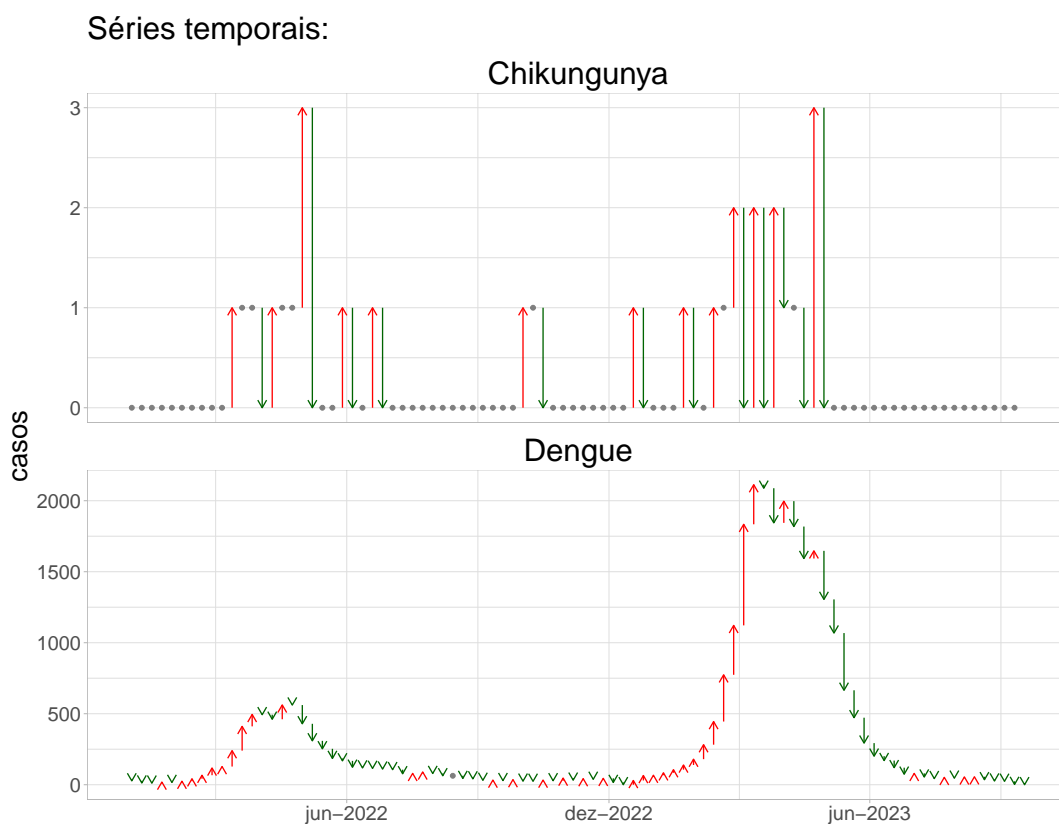 Séries temporais:
Chikungunya
3
2
1
0
casos
Dengue
2000
1500
1000
500
0
jun−2022
dez−2022
jun−2023